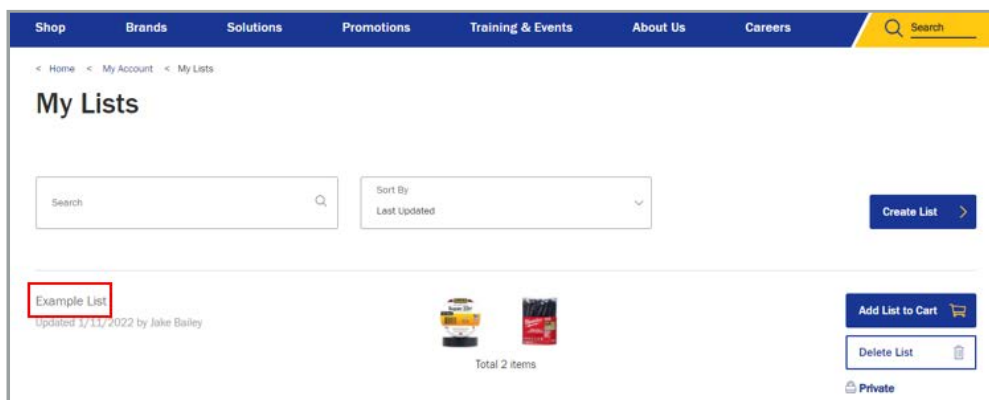 Shop Brands Solutions Promotions Training & Events About Us Careers Search
< Home < My Account < My Lists
My Lists
Search
Sort By
Last Updated
Create List
Example List
Updated 1/11/2022 by Jake Bailey
Total 2 items
Add List to Cart
Delete List
Private